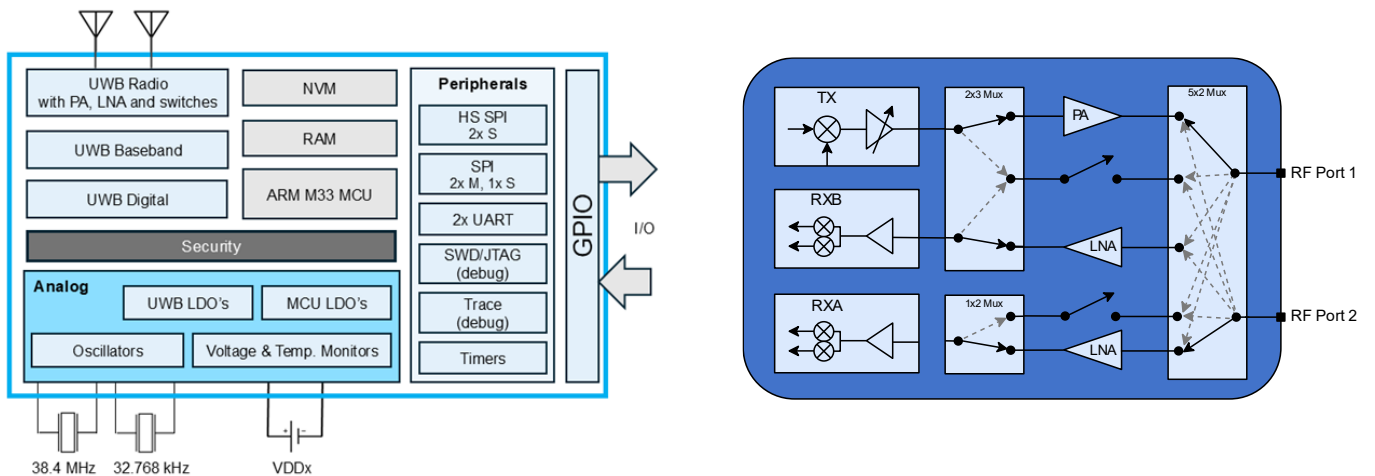 UWB Radio
with PA, LNA and switches
UWB Baseband
UWB Digital
NVM
RAM
ARM M33 MCU
Security
Analog
UWB LDO's
MCU LDO's
Oscillators
Voltage & Temp. Monitors
Peripherals
HS SPI
2x S
SPI
2x M, 1x S
2x UART
SWD/JTAG
(debug)
Trace
(debug)
Timers
GPIO
I/O
38.4 MHz
32.768 kHz
+
-
VDDx
TX
2x3 Mux
PA
5x2 Mux
RF Port 1
RXB
LNA
RXA
1x2 Mux
LNA
RF Port 2